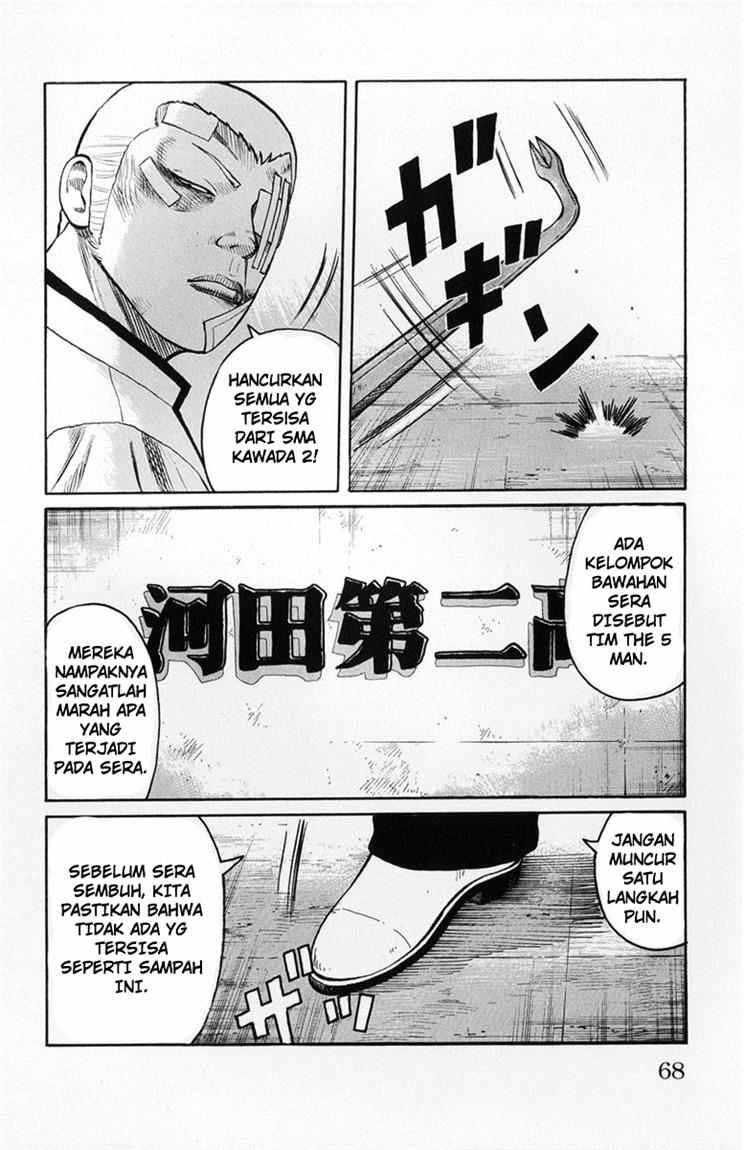 ガギン
HANCURKAN
SEMUA YG
TERSISA
DARI SMA
KAWADA 2!
ADA
KELOMPOK
BAWAHAN
SERA
DISEBUT
TIM THE 5
MAN.
河田第二高
MEREKA
NAMPAKNYA
SANGATLAH
MARAH APA
YANG
TERJADI
PADA SERA.
JANGAN
MUNCUR
SATU
LANGKAH
PUN.
SEBELUM SERA
SEMBUH, KITA
PASTIKAN BAHWA
TIDAK ADA YG
TERSISA
SEPERTI SAMPAH
INI.
ザッ
68